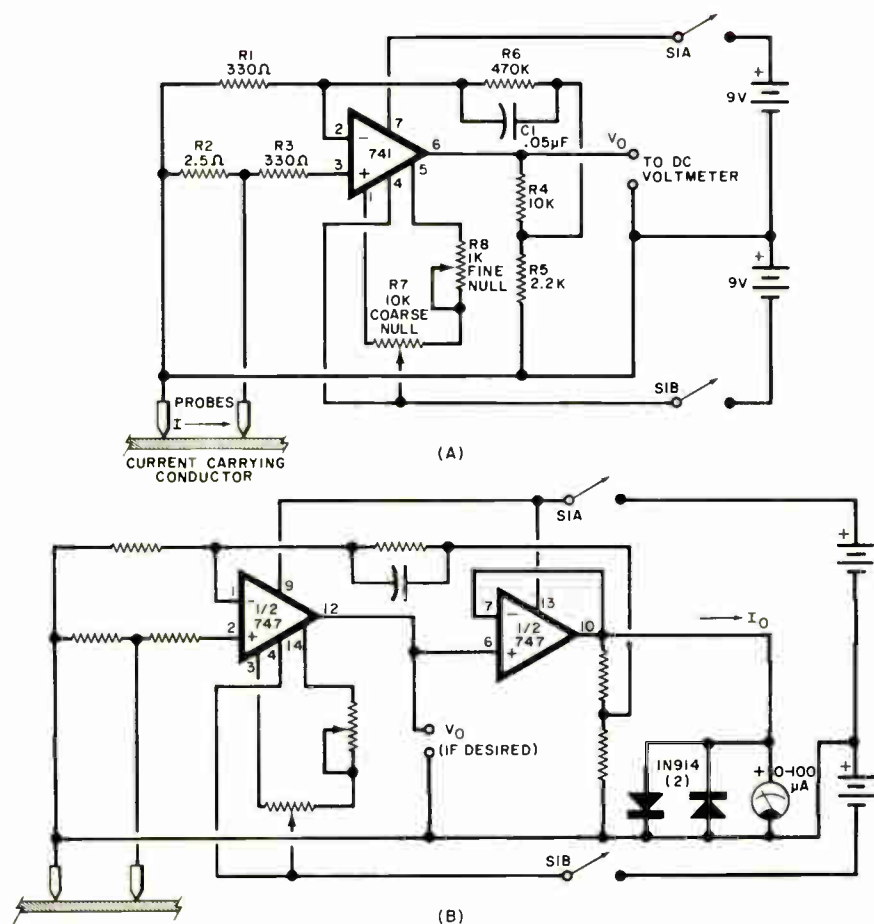 R1
330Ω
R6
470K
S1A
+
9V
C1
.05µF
2
-
7
741
6
VO
TO DC
VOLTMETER
R2
2.5Ω
R3
330Ω
3
+
1
4
5
R4
10K
R8
1K
FINE
NULL
R7
10K
COARSE
NULL
R5
2.2K
+
9V
S1B
PROBES
I
CURRENT CARRYING
CONDUCTOR
(A)
S1A
+
1
-
9
1/2
747
12
2
+
3
4
14
7
-
13
1/2
747
10
6
+
IO
VO
(IF DESIRED)
1N914
(2)
+
0-100
µA
+
S1B
(B)